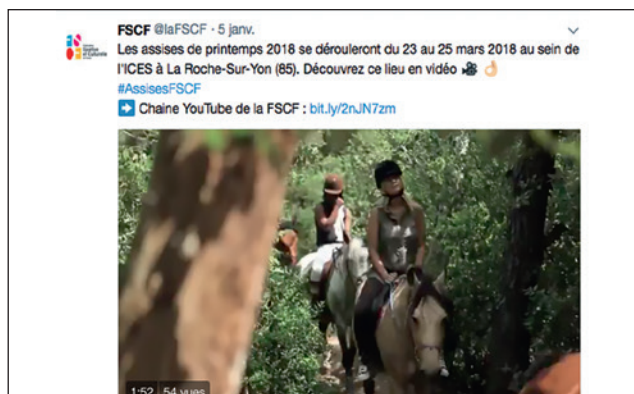 FSCF @laFSCF · 5 janv.
Les assises de printemps 2018 se dérouleront du 23 au 25 mars 2018 au sein de
l'ICES à La Roche-Sur-Yon (85). Découvrez ce lieu en vidéo 🎥 👌
#AssisesFSCF
➡ Chaine YouTube de la FSCF : bit.ly/2nJN7zm
1:52 54 vues